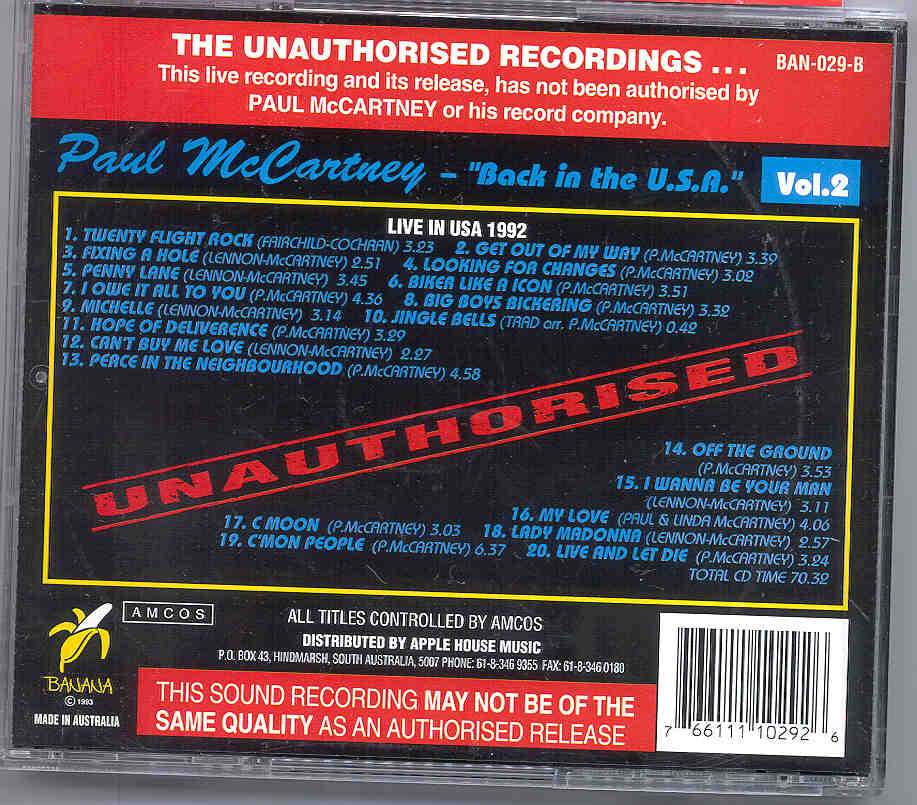 THE UNAUTHORISED RECORDINGS ... BAN-029-B
This live recording and its release, has not been authorised by
PAUL McCARTNEY or his record company.
Paul McCartney – "Back in the U.S.A." Vol.2
LIVE IN USA 1992
1. TWENTY FLIGHT ROCK (FAIRCHILD-COCHRAN) 3.23 2. GET OUT OF MY WAY (P.McCARTNEY) 3.39
3. FIXING A HOLE (LENNON-McCARTNEY) 2.51 4. LOOKING FOR CHANGES (P.McCARTNEY) 3.02
5. PENNY LANE (LENNON-McCARTNEY) 3.45 6. BIKER LIKE A ICON (P.McCARTNEY) 3.51
7. I OWE IT ALL TO YOU (P.McCARTNEY) 4.36 8. BIG BOYS BICKERING (P.McCARTNEY) 3.32
9. MICHELLE (LENNON-McCARTNEY) 3.14 10. JINGLE BELLS (TRAD arr. P.McCARTNEY) 0.42
11. HOPE OF DELIVERENCE (P.McCARTNEY) 3.29
12. CAN'T BUY ME LOVE (LENNON-McCARTNEY) 2.27
13. PEACE IN THE NEIGHBOURHOOD (P.McCARTNEY) 4.58
UNAUTHORISED
14. OFF THE GROUND
(P.McCARTNEY) 3.53
15. I WANNA BE YOUR MAN
(LENNON-McCARTNEY) 3.11
16. MY LOVE (PAUL & LINDA McCARTNEY) 4.06
17. C MOON (P.McCARTNEY) 3.03 18. LADY MADONNA (LENNON-McCARTNEY) 2.57
19. C'MON PEOPLE (P.McCARTNEY) 6.37 20. LIVE AND LET DIE (P.McCARTNEY) 3.24
TOTAL CD TIME 70.32
AMCOS
ALL TITLES CONTROLLED BY AMCOS
DISTRIBUTED BY APPLE HOUSE MUSIC
P.O. BOX 43, HINDMARSH, SOUTH AUSTRALIA, 5007 PHONE: 61-8-346 9355 FAX: 61-8-346 0180
BANANA
© 1993
MADE IN AUSTRALIA
THIS SOUND RECORDING MAY NOT BE OF THE
SAME QUALITY AS AN AUTHORISED RELEASE
7 66111 10292 6